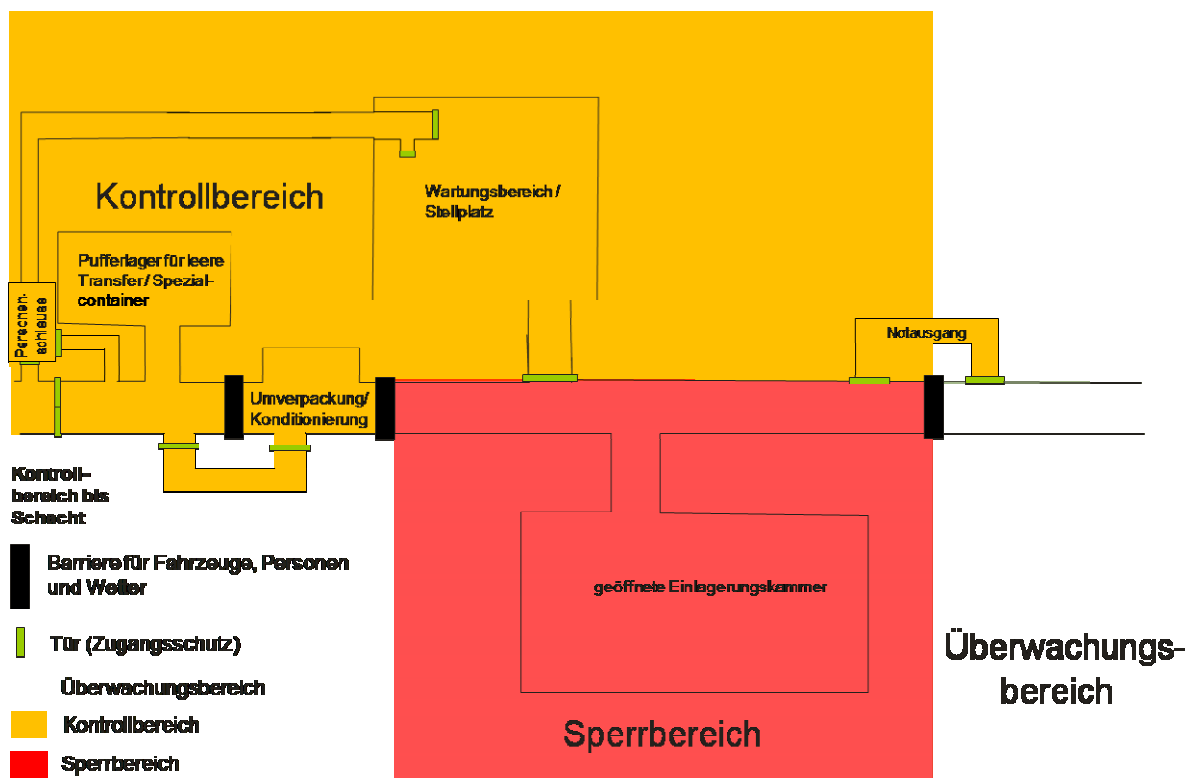 Kontrollbereich
Wartungsbereich /
Stellplatz
Pufferlager für leere
Transfer / Spezial-
container
Personen-
schleuse
Notausgang
Umverpackung/
Konditionierung
Kontroll-
bereich bis
Schacht
Barriere für Fahrzeuge, Personen
und Wetter
geöffnete Einlagerungskammer
Tür (Zugangsschutz)
Überwachungsbereich
Kontrollbereich
Sperrbereich
Sperrbereich
Überwachungs-
bereich